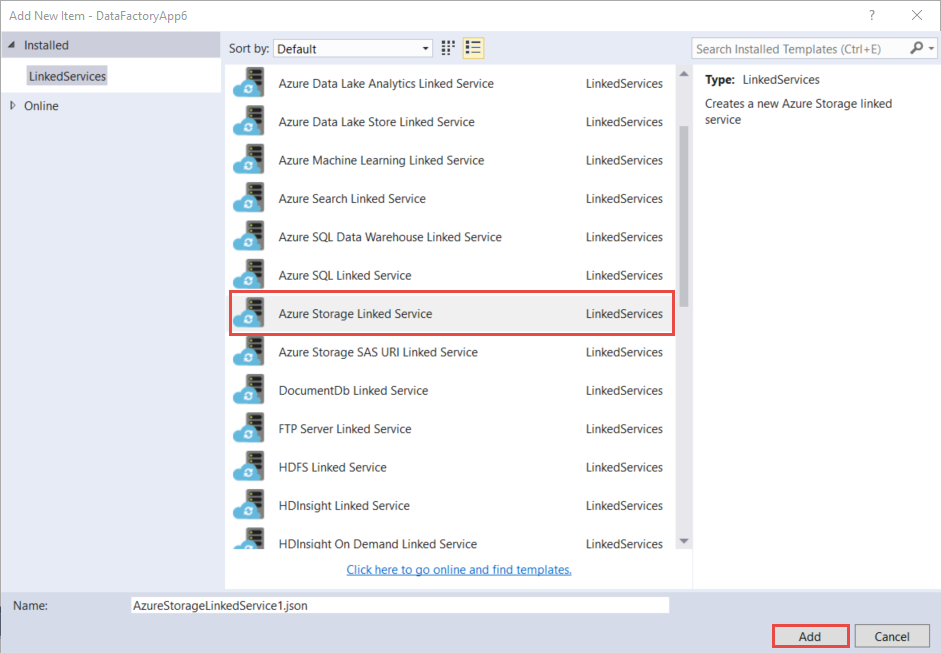 Add New Item - DataFactoryApp6
?
Installed
LinkedServices
Online
Sort by: Default
Search Installed Templates (Ctrl+E)
Azure Data Lake Analytics Linked Service LinkedServices
Azure Data Lake Store Linked Service LinkedServices
Azure Machine Learning Linked Service LinkedServices
Azure Search Linked Service LinkedServices
Azure SQL Data Warehouse Linked Service LinkedServices
Azure SQL Linked Service LinkedServices
Azure Storage Linked Service LinkedServices
Azure Storage SAS URI Linked Service LinkedServices
DocumentDb Linked Service LinkedServices
FTP Server Linked Service LinkedServices
HDFS Linked Service LinkedServices
HDInsight Linked Service LinkedServices
HDInsight On Demand Linked Service LinkedServices
Click here to go online and find templates.
Type: LinkedServices
Creates a new Azure Storage linked
service
Name: AzureStorageLinkedService1.json
Add Cancel